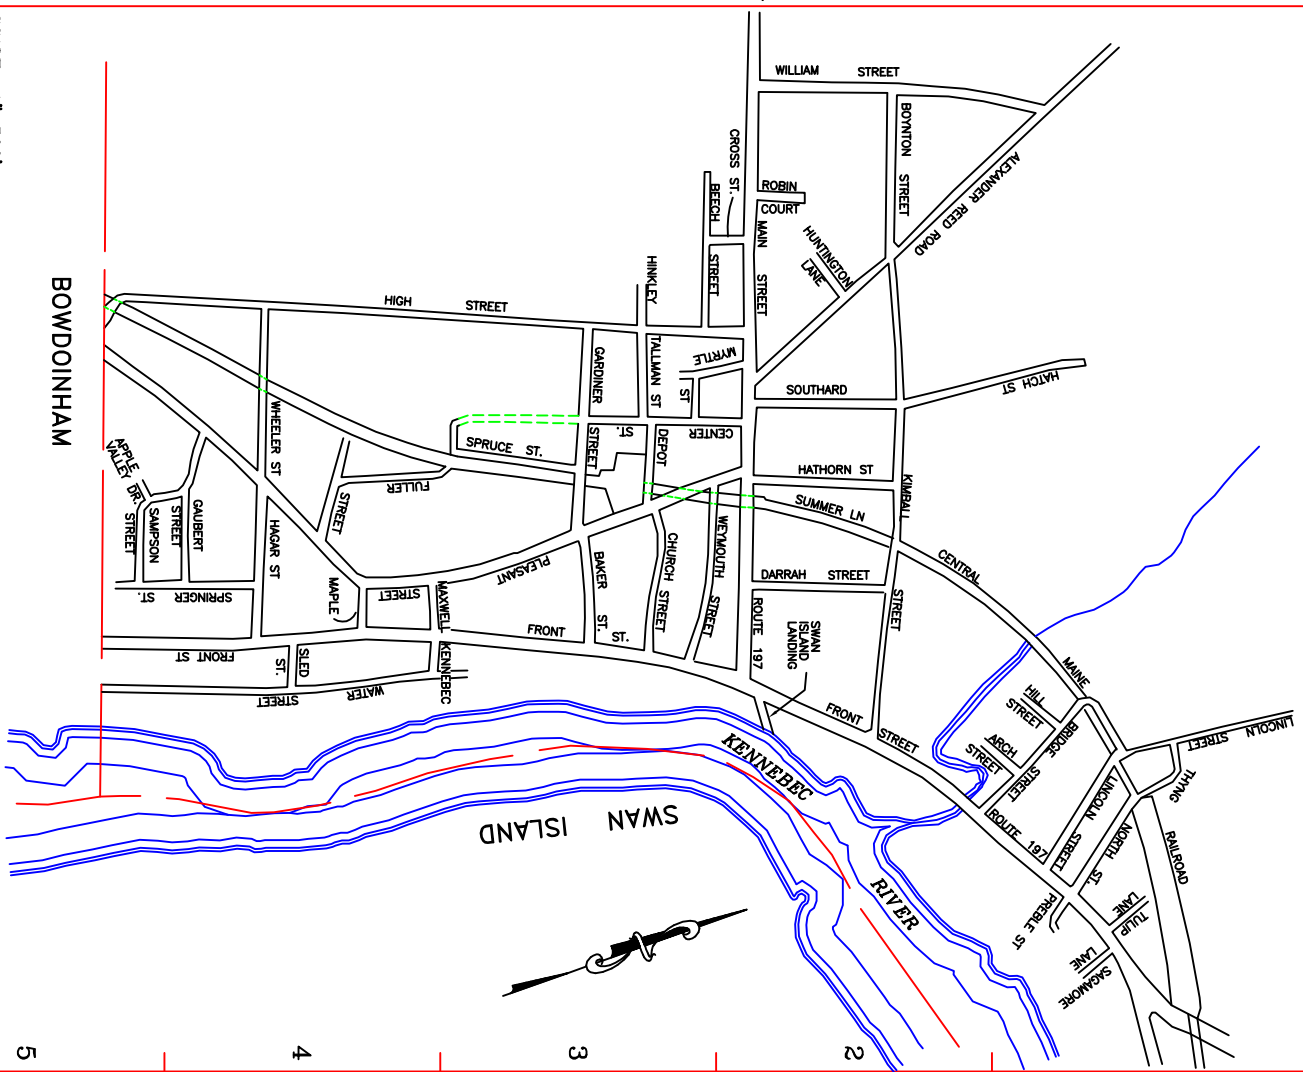 WILLIAM STREET
BOYNTON STREET
ALEXANDER REED ROAD
CROSS ST.
BEECH STREET
ROBIN COURT
MAIN STREET
HUNTINGTON LANE
HINKLEY
HIGH STREET
BOWDOINHAM
TALLMAN ST
MYRTLE ST
GARDINER STREET
SOUTHARD
HATCH ST
CENTER ST.
SPRUCE ST.
DEPOT
HATHORN ST
KIMBALL STREET
SUMMER LN
WHEELER ST
FULLER STREET
APPLE VALLEY DR.
GAUBERT STREET
SAMPSON STREET
HAGAR ST
SPRINGER ST.
MAPLE
STREET
MAXWELL
PLEASANT
BAKER ST.
CHURCH STREET
WEYMOUTH STREET
DARRAH STREET
ROUTE 197
SWAN
ISLAND
LANDING
CENTRAL
MAINE
FRONT ST.
FRONT ST
SLED ST.
KENNEBEC
WATER STREET
FRONT STREET
HILL STREET
ARCH STREET
BRIDGE STREET
LINCOLN STREET
THYNG
LINCOLN STREET
ROUTE 197
NORTH ST.
RAILROAD
PREBLE ST
TULIP LANE
SAGAMORE LANE
KENNEBEC
RIVER
SWAN ISLAND
N
5
4
3
2